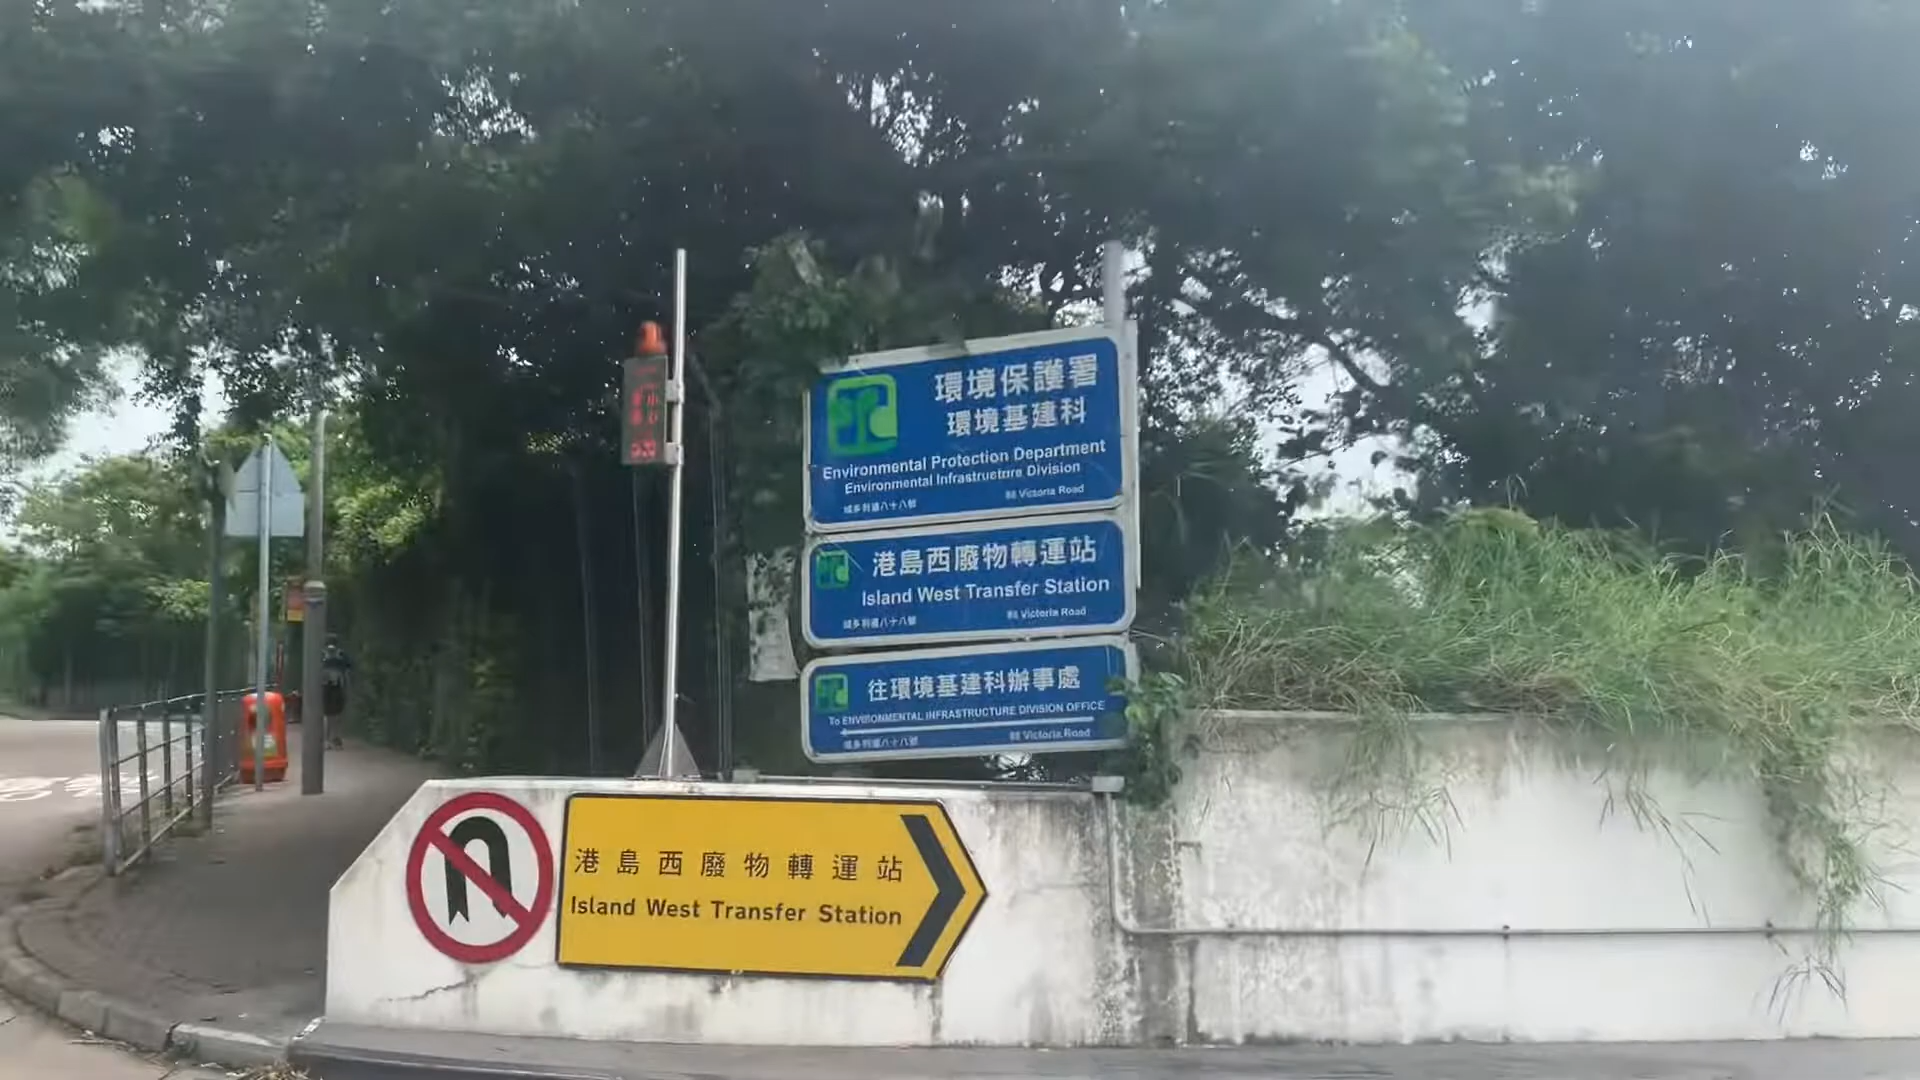 環境保護署
環境基建科
Environmental Protection Department
Environmental Infrastructure Division
域多利道八十八號 88 Victoria Road
港島西廢物轉運站
Island West Transfer Station
域多利道八十八號 88 Victoria Road
往環境基建科辦事處
To ENVIRONMENTAL INFRASTRUCTURE DIVISION OFFICE
域多利道八十八號 88 Victoria Road
港島西廢物轉運站
Island West Transfer Station